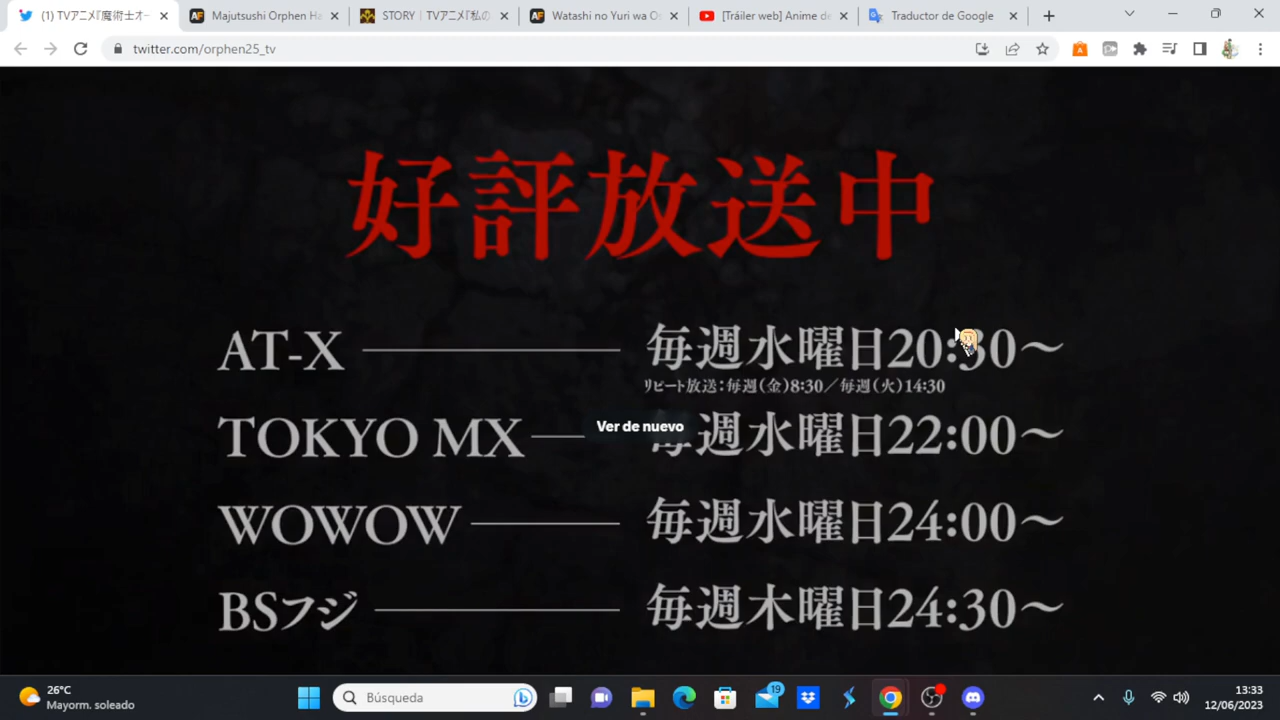 (1) TVアニメ『魔術士オー
Majutsushi Orphen Ha
STORY｜TVアニメ『私の
Watashi no Yuri wa Os
[Tráiler web] Anime de
Traductor de Google
twitter.com/orphen25_tv
好評放送中
AT-X 毎週水曜日20:30～
リピート放送：毎週(金)8:30／毎週(火)14:30
TOKYO MX 毎週水曜日22:00～
Ver de nuevo
WOWOW 毎週水曜日24:00～
BSフジ 毎週木曜日24:30～
26°C
Mayorm. soleado
Búsqueda
19
13:33
12/06/2023